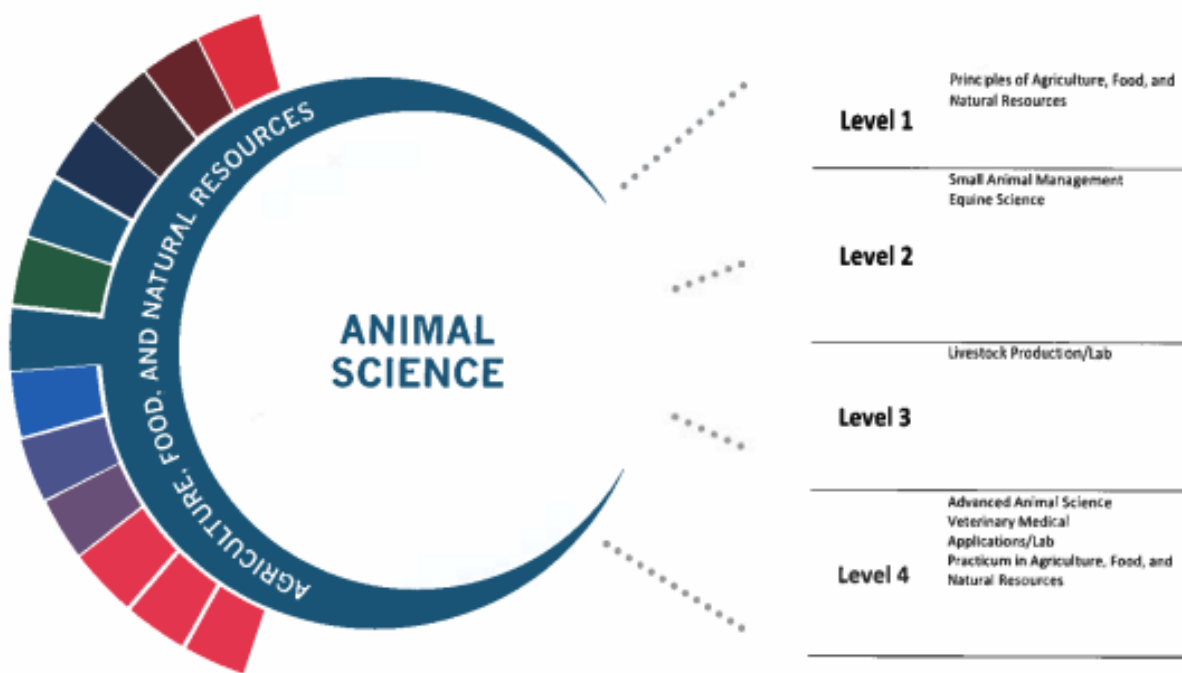 AGRICULTURE, FOOD, AND NATURAL RESOURCES
ANIMAL
SCIENCE
Level 1
Principles of Agriculture, Food, and
Natural Resources
Level 2
Small Animal Management
Equine Science
Level 3
Livestock Production/Lab
Level 4
Advanced Animal Science
Veterinary Medical
Applications/Lab
Practicum in Agriculture, Food, and
Natural Resources